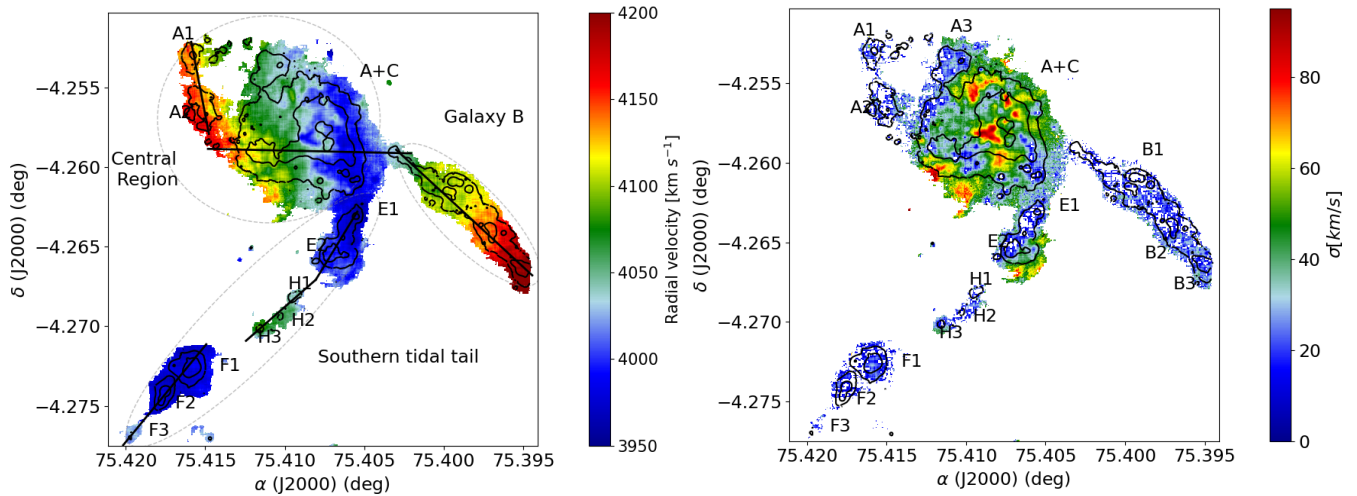 A1
A+C
A2
Galaxy B
Central
Region
E1
E2
H1
H2
H3
Southern tidal tail
F1
F2
F3
−4.255
−4.260
−4.265
−4.270
−4.275
δ (J2000) (deg)
75.420 75.415 75.410 75.405 75.400 75.395
α (J2000) (deg)
4200
4150
4100
4050
4000
3950
Radial velocity [km s⁻¹]
A1
A3
A+C
A2
B1
E1
E2
B2
B3
H1
H2
H3
F1
F2
F3
−4.255
−4.260
−4.265
−4.270
−4.275
δ (J2000) (deg)
75.420 75.415 75.410 75.405 75.400 75.395
α (J2000) (deg)
80
60
40
20
0
σ[km/s]